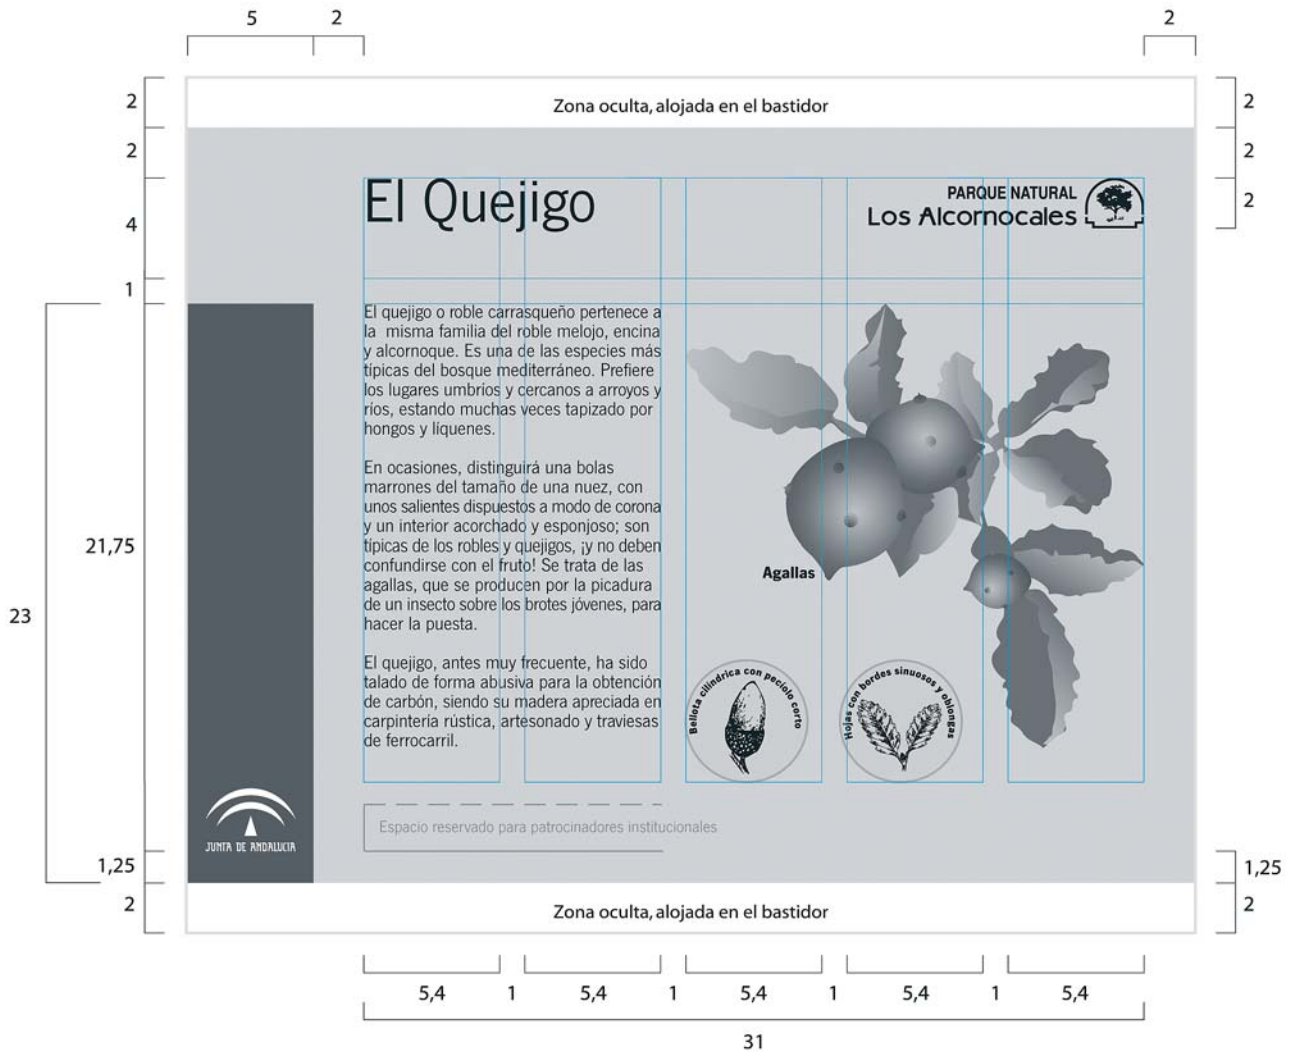 5 2 2
2 Zona oculta, alojada en el bastidor 2
2 2
El Quejigo
PARQUE NATURAL
Los Alcornocales
4 2
1
El quejigo o roble carrasqueño pertenece a
la misma familia del roble melojo, encina
y alcornoque. Es una de las especies más
típicas del bosque mediterráneo. Prefiere
los lugares umbríos y cercanos a arroyos y
ríos, estando muchas veces tapizado por
hongos y líquenes.
En ocasiones, distinguirá una bolas
marrones del tamaño de una nuez, con
unos salientes dispuestos a modo de corona
y un interior acorchado y esponjoso; son
típicas de los robles y quejigos, ¡y no deben
confundirse con el fruto! Se trata de las
agallas, que se producen por la picadura
de un insecto sobre los brotes jóvenes, para
hacer la puesta.
El quejigo, antes muy frecuente, ha sido
talado de forma abusiva para la obtención
de carbón, siendo su madera apreciada en
carpintería rústica, artesonado y traviesas
de ferrocarril.
Agallas
Bellota cilíndrica con pecíolo corto
Hojas con bordes sinuosos y oblongas
21,75
23
Espacio reservado para patrocinadores institucionales
JUNTA DE ANDALUCIA
1,25 1,25
2 Zona oculta, alojada en el bastidor 2
5,4 1 5,4 1 5,4 1 5,4 1 5,4
31